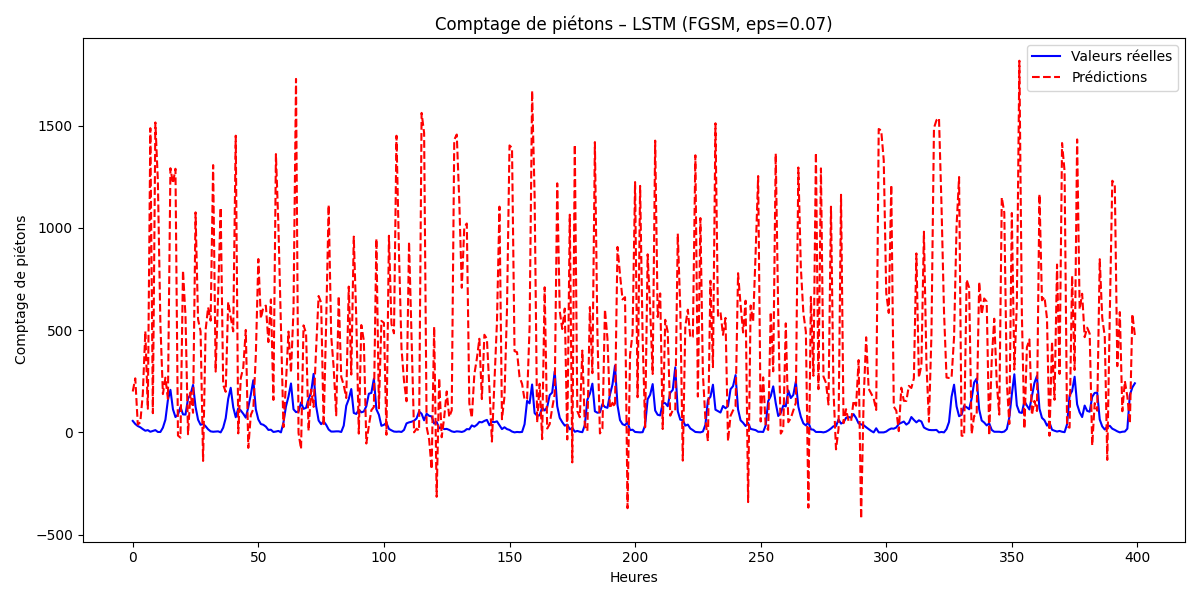 Comptage de piétons – LSTM (FGSM, eps=0.07)
Valeurs réelles
Prédictions
Comptage de piétons
1500
1000
500
0
−500
0 50 100 150 200 250 300 350 400
Heures